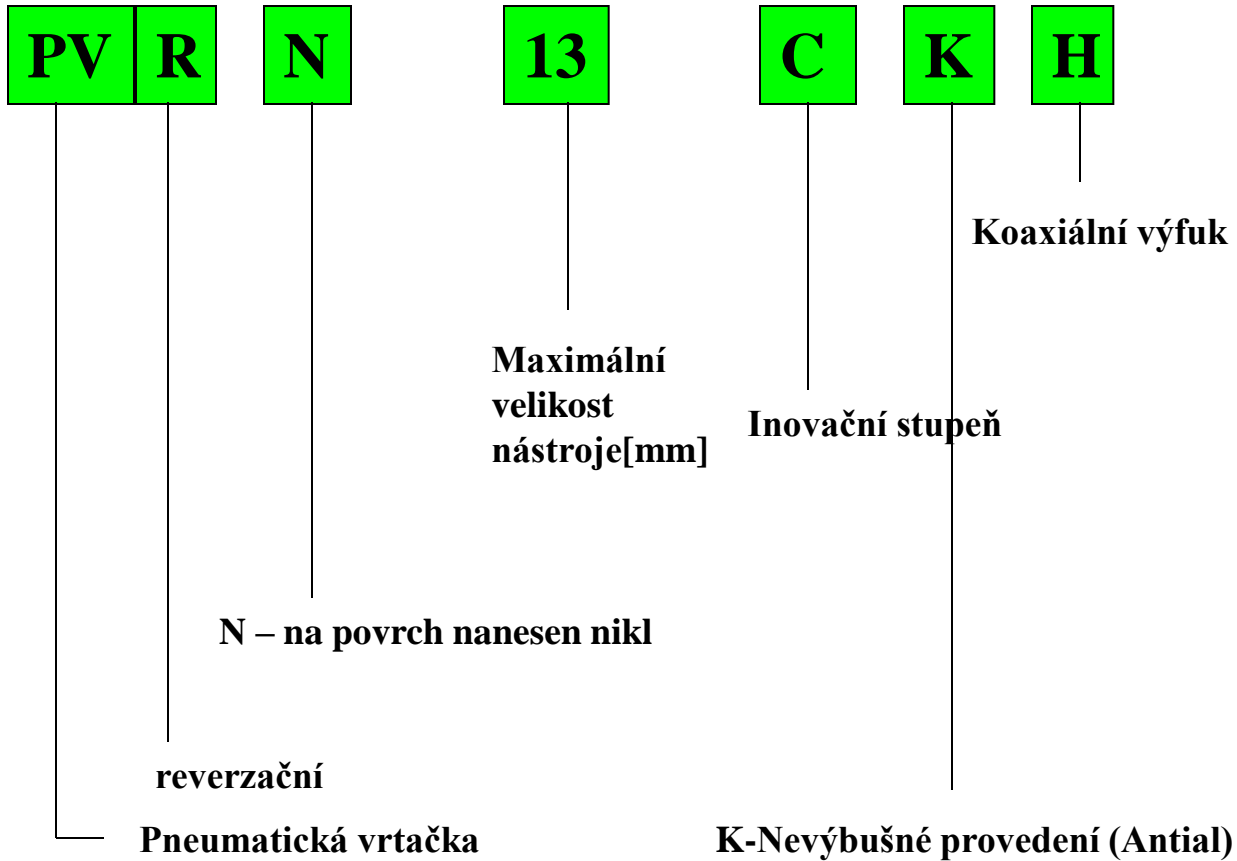 PV R N 13 C K H
Koaxiální výfuk
Maximální
velikost
nástroje[mm]
Inovační stupeň
N – na povrch nanesen nikl
reverzační
Pneumatická vrtačka
K-Nevýbušné provedení (Antial)